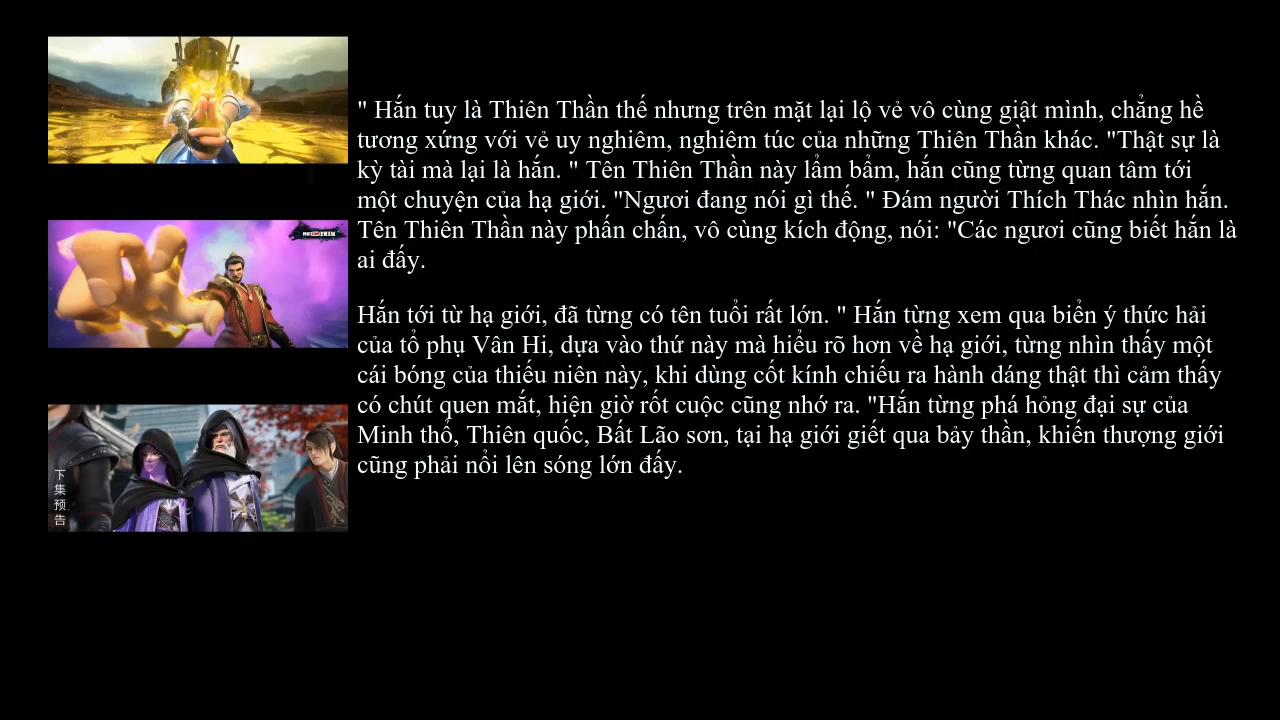 " Hắn tuy là Thiên Thần thế nhưng trên mặt lại lộ vẻ vô cùng giật mình, chẳng hề
tương xứng với vẻ uy nghiêm, nghiêm túc của những Thiên Thần khác. "Thật sự là
kỳ tài mà lại là hắn. " Tên Thiên Thần này lẩm bẩm, hắn cũng từng quan tâm tới
một chuyện của hạ giới. "Ngươi đang nói gì thế. " Đám người Thích Thác nhìn hắn.
Tên Thiên Thần này phấn chấn, vô cùng kích động, nói: "Các ngươi cũng biết hắn là
ai đấy.
Hắn tới từ hạ giới, đã từng có tên tuổi rất lớn. " Hắn từng xem qua biển ý thức hải
của tổ phụ Vân Hi, dựa vào thứ này mà hiểu rõ hơn về hạ giới, từng nhìn thấy một
cái bóng của thiếu niên này, khi dùng cốt kính chiếu ra hành dáng thật thì cảm thấy
có chút quen mắt, hiện giờ rốt cuộc cũng nhớ ra. "Hắn từng phá hỏng đại sự của
Minh thổ, Thiên quốc, Bất Lão sơn, tại hạ giới giết qua bảy thần, khiến thượng giới
cũng phải nổi lên sóng lớn đấy.
下集预告